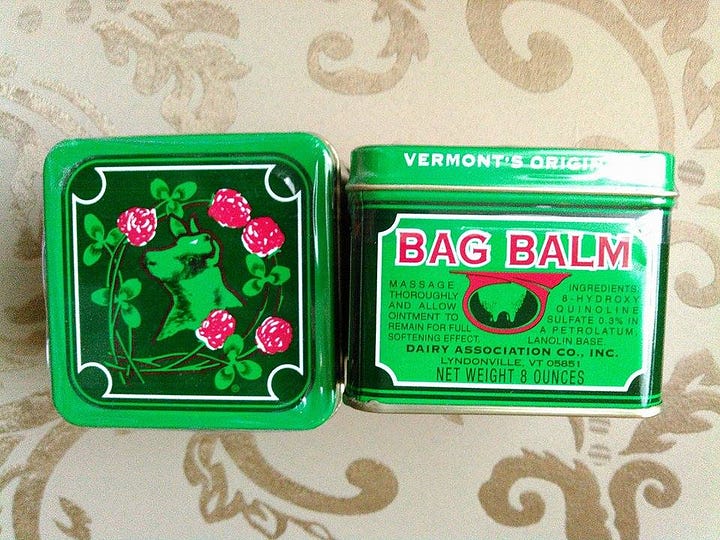 VERMONT'S ORIGIN
BAG BALM
MASSAGE
THOROUGHLY
AND ALLOW
OINTMENT TO
REMAIN FOR FULL
SOFTENING EFFECT.
INGREDIENTS:
8-HYDROXY
QUINOLINE
SULFATE 0.3% IN
A PETROLATUM,
LANOLIN BASE.
DAIRY ASSOCIATION CO., INC.
LYNDONVILLE, VT 05851
NET WEIGHT 8 OUNCES